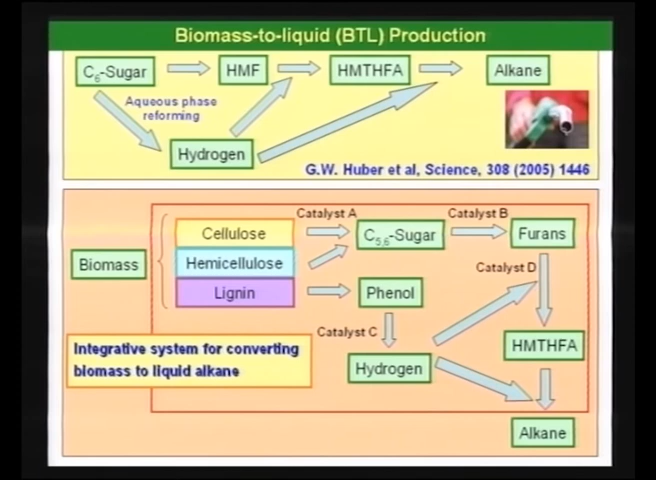 Biomass-to-liquid (BTL) Production
C6-Sugar
HMF
HMTHFA
Alkane
Aqueous phase
reforming
Hydrogen
G.W. Huber et al, Science, 308 (2005) 1446
Catalyst A
Catalyst B
Cellulose
C5,6-Sugar
Furans
Biomass
Hemicellulose
Catalyst D
Lignin
Phenol
Catalyst C
Integrative system for converting
biomass to liquid alkane
HMTHFA
Hydrogen
Alkane